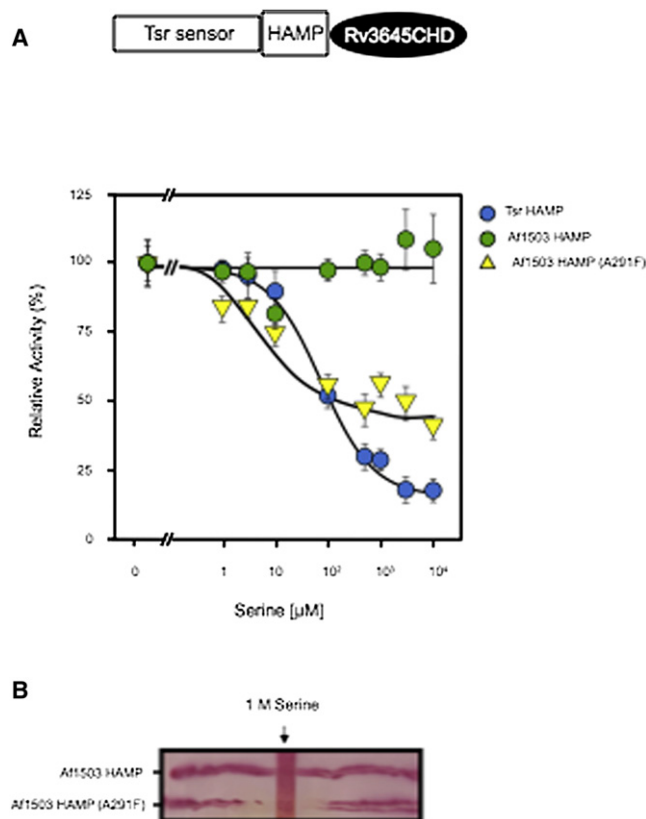 A
Tsr sensor HAMP Rv3645CHD
125
100
75
50
25
0
Relative Activity (%)
0 1 10 10² 10³ 10⁴
Serine [µM]
Tsr HAMP
Af1503 HAMP
Af1503 HAMP (A291F)
B
1 M Serine
Af1503 HAMP
Af1503 HAMP (A291F)